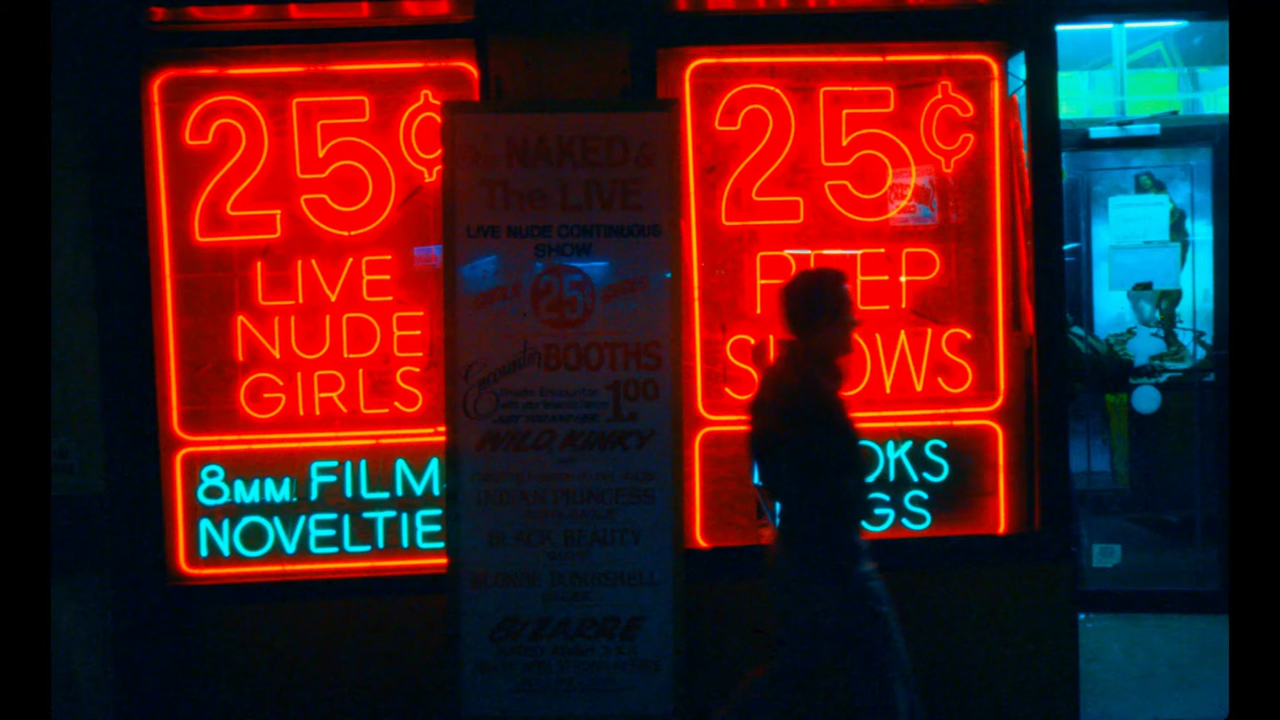 25¢
LIVE
NUDE
GIRLS
8MM. FILM
NOVELTIE
NAKED &
The LIVE
LIVE NUDE CONTINUOUS
SHOW
25
BOOTHS
1.00
WILD, KINKY
INDIAN PRINCESS
BLACK BEAUTY
BLONDE BOMBSHELL
BIZARRE
25¢
PEEP
SHOWS
OKS
GS